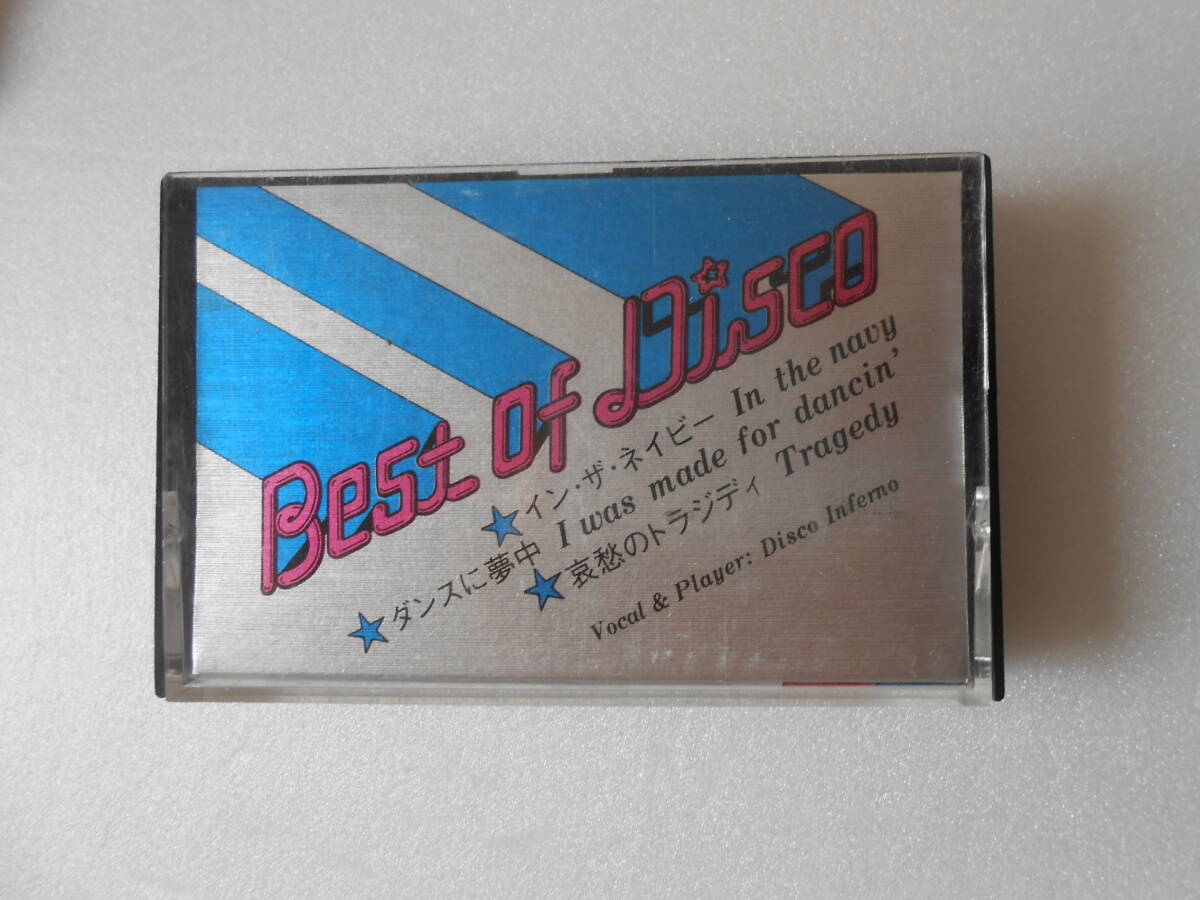 Best of Disco
イン・ザ・ネイビー In the navy
ダンスに夢中 I was made for dancin'
哀愁のトラジディ Tragedy
Vocal & Player: Disco Inferno